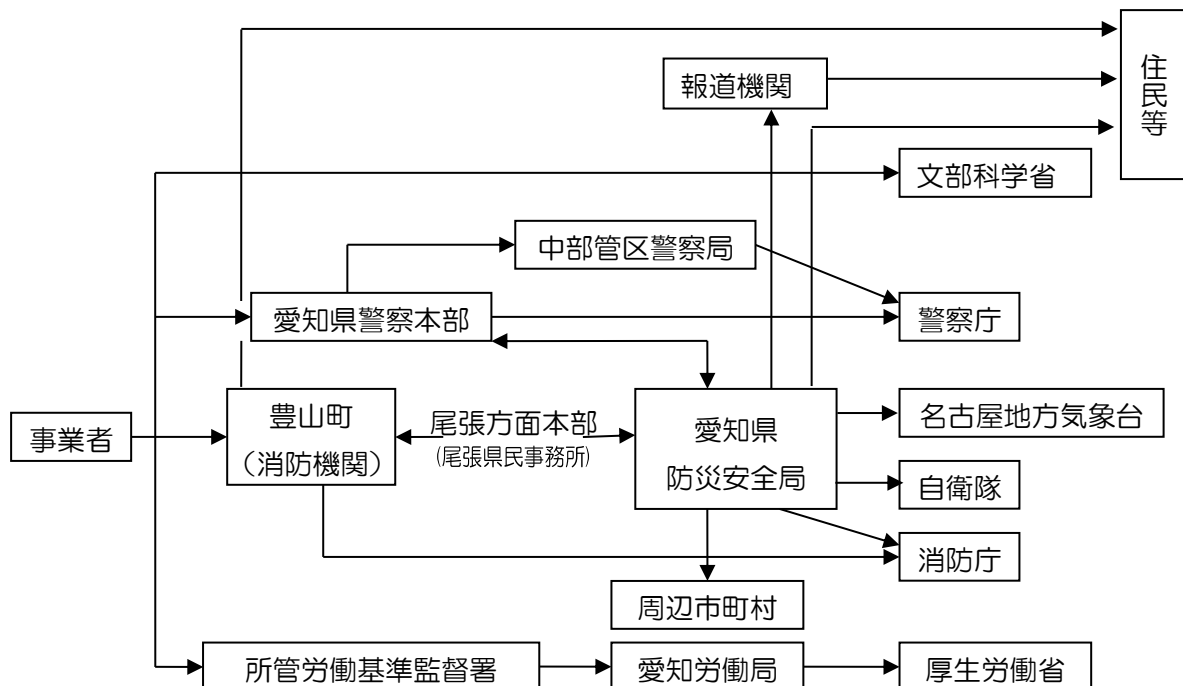 住民等
報道機関
文部科学省
中部管区警察局
愛知県警察本部
警察庁
豊山町
(消防機関)
尾張方面本部
(尾張県民事務所)
愛知県
防災安全局
名古屋地方気象台
事業者
自衛隊
消防庁
周辺市町村
所管労働基準監督署
愛知労働局
厚生労働省